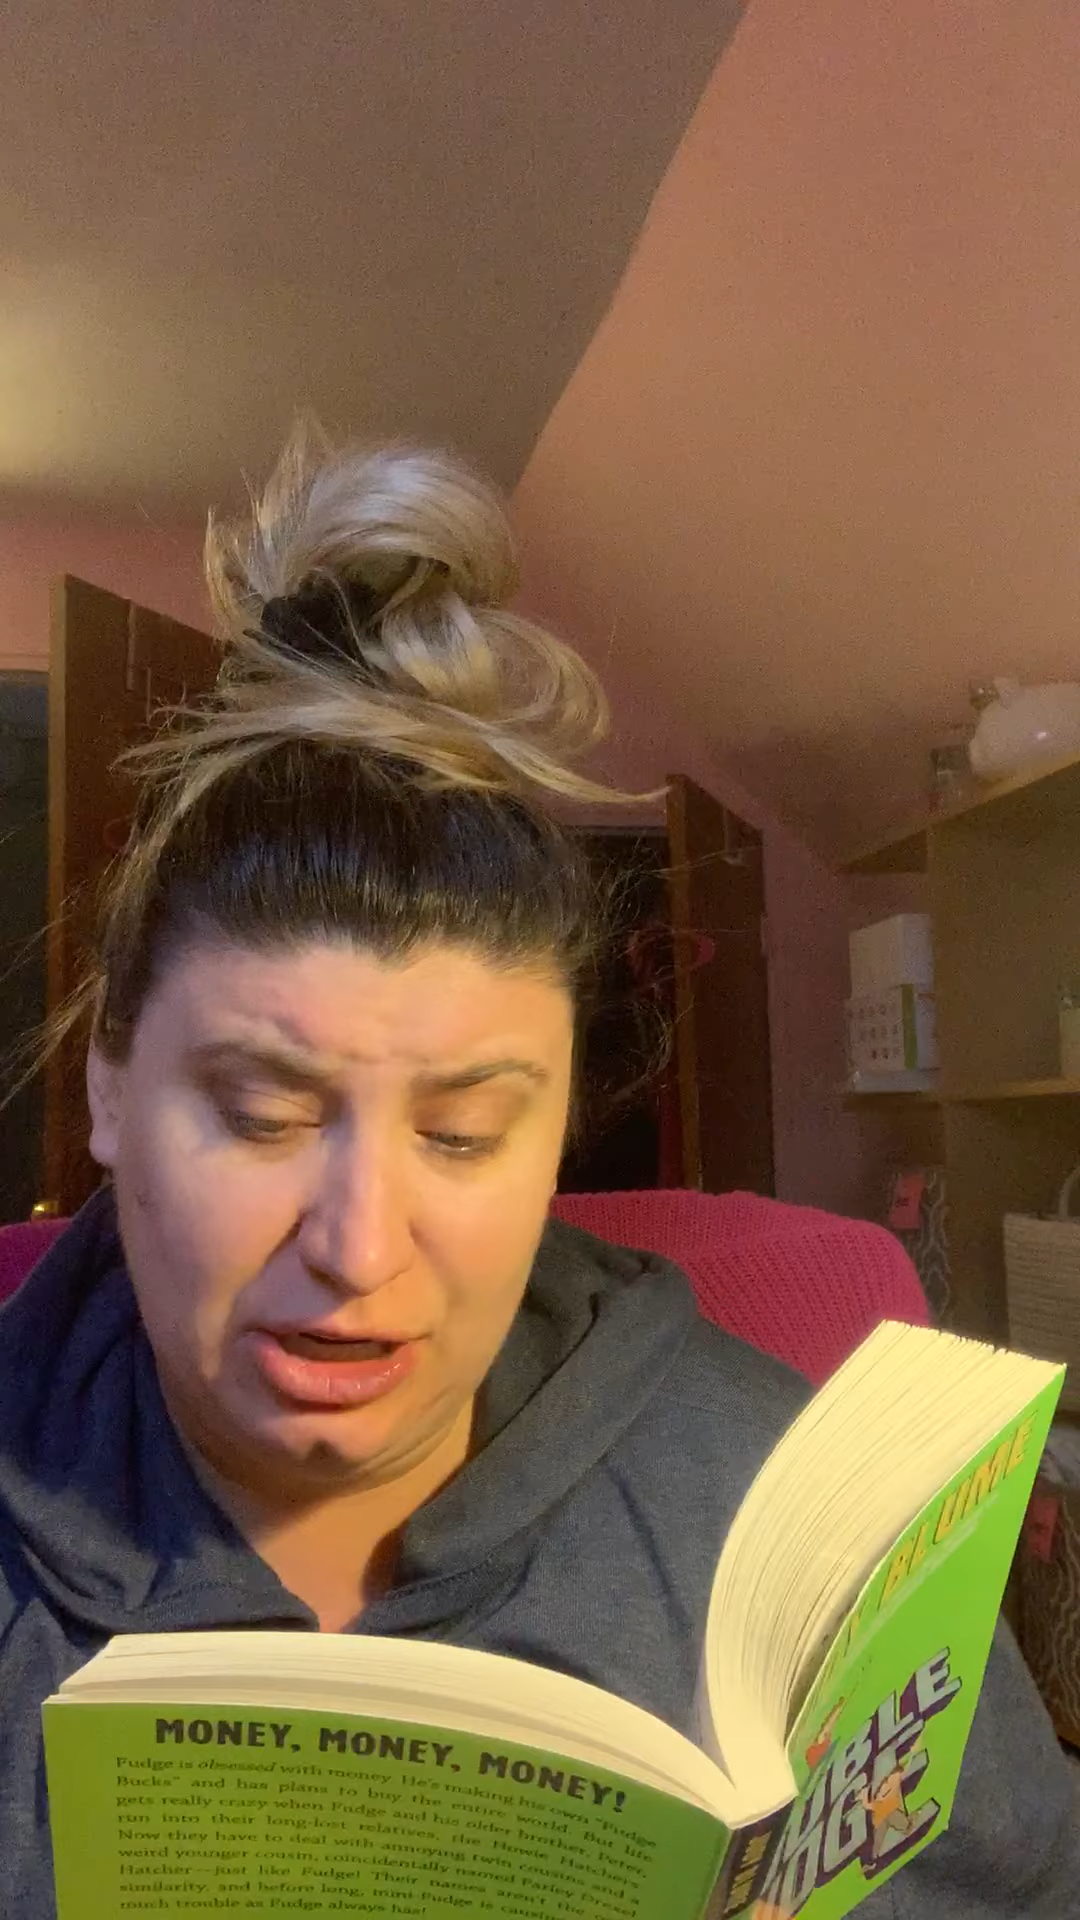 MONEY, MONEY, MONEY!
Fudge is obsessed with money. He's making his own "Fudge
Bucks" and has plans to buy the entire world. But life
gets really crazy when Fudge and his older brother, Peter,
run into their long-lost relatives, the Howie Hatchers.
Now they have to deal with annoying twin cousins and a
weird younger cousin, coincidentally named Farley Drexel
Hatcher—just like Fudge! Their names aren't the
similarity, and before long, mini-Fudge is
much trouble as Fudge always has!
BLUME
UBLE